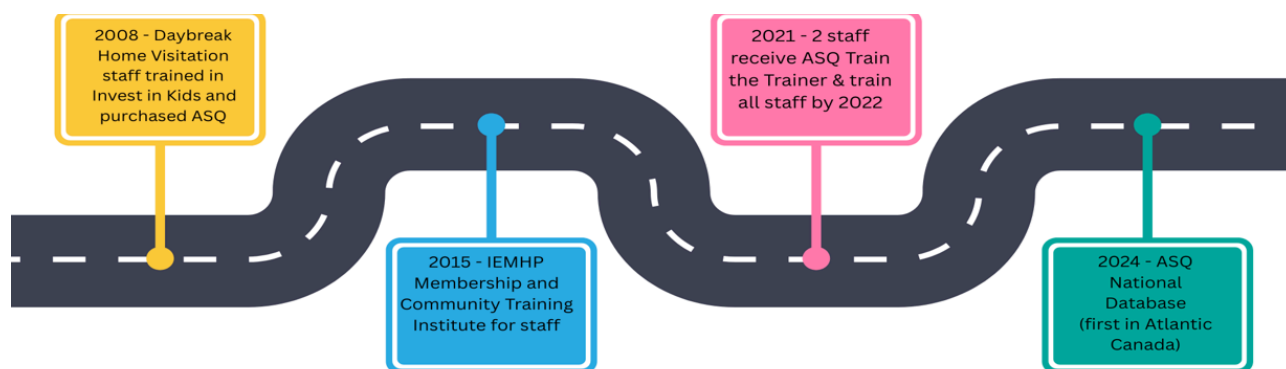 2008 - Daybreak
Home Visitation
staff trained in
Invest in Kids and
purchased ASQ
2015 - IEMHP
Membership and
Community Training
Institute for staff
2021 - 2 staff
receive ASQ Train
the Trainer & train
all staff by 2022
2024 - ASQ
National
Database
(first in Atlantic
Canada)